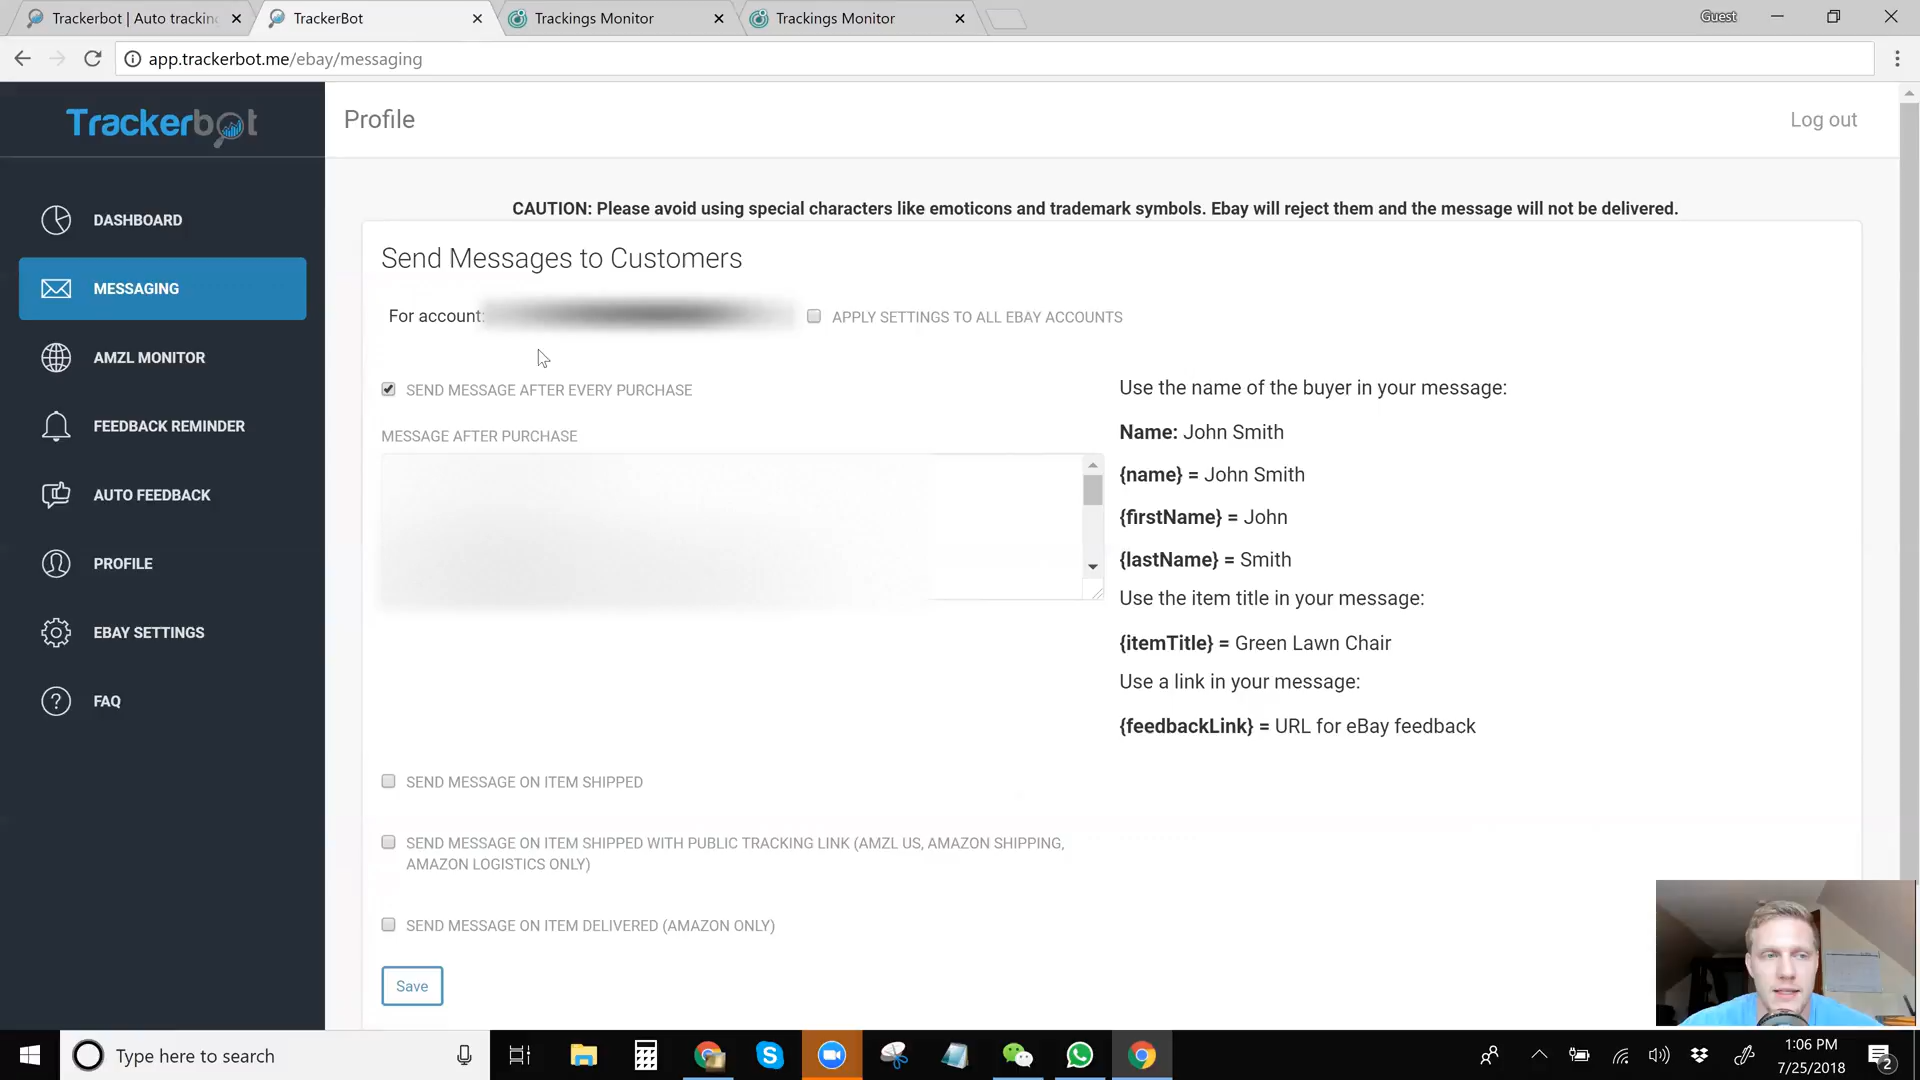 Trackerbot | Auto trackin
TrackerBot
Trackings Monitor
Trackings Monitor
Guest
app.trackerbot.me/ebay/messaging
Trackerbot
Profile
Log out
DASHBOARD
MESSAGING
AMZL MONITOR
FEEDBACK REMINDER
AUTO FEEDBACK
PROFILE
EBAY SETTINGS
FAQ
CAUTION: Please avoid using special characters like emoticons and trademark symbols. Ebay will reject them and the message will not be delivered.
Send Messages to Customers
For account:
APPLY SETTINGS TO ALL EBAY ACCOUNTS
SEND MESSAGE AFTER EVERY PURCHASE
MESSAGE AFTER PURCHASE
Use the name of the buyer in your message:
Name: John Smith
{name} = John Smith
{firstName} = John
{lastName} = Smith
Use the item title in your message:
{itemTitle} = Green Lawn Chair
Use a link in your message:
{feedbackLink} = URL for eBay feedback
SEND MESSAGE ON ITEM SHIPPED
SEND MESSAGE ON ITEM SHIPPED WITH PUBLIC TRACKING LINK (AMZL US, AMAZON SHIPPING,
AMAZON LOGISTICS ONLY)
SEND MESSAGE ON ITEM DELIVERED (AMAZON ONLY)
Save
Type here to search
1:06 PM
7/25/2018
2